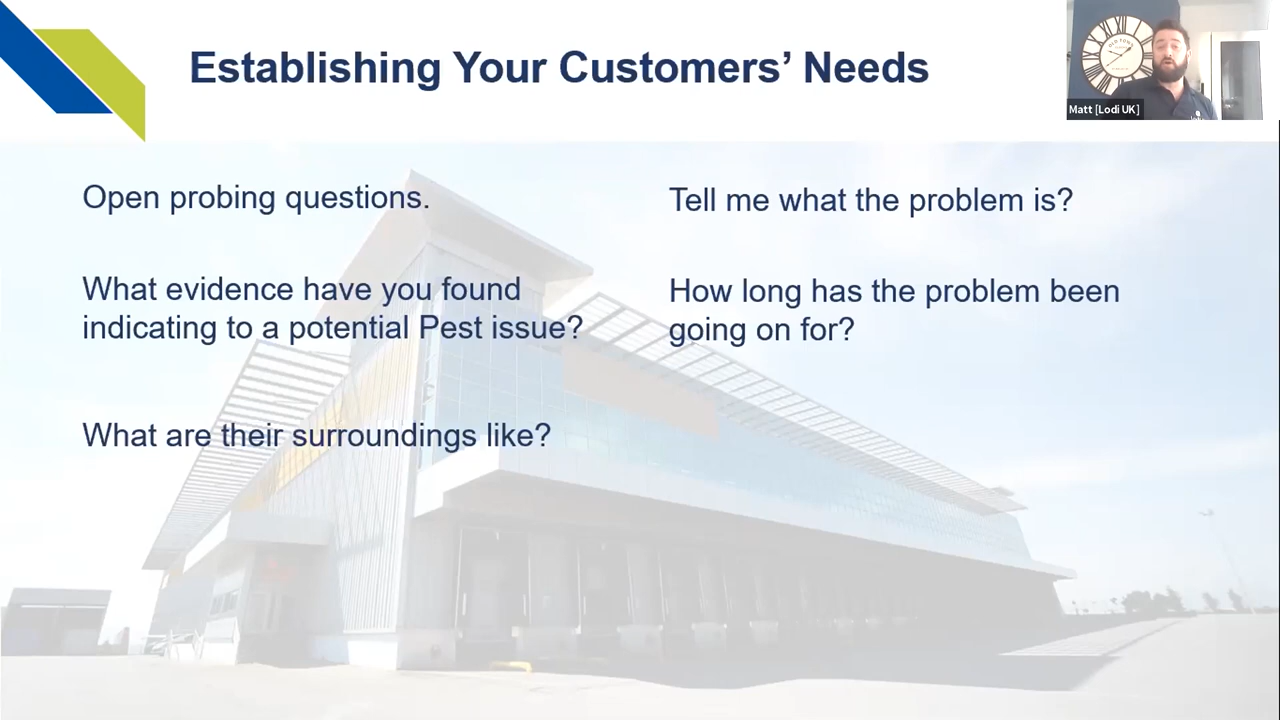 Establishing Your Customers’ Needs
Matt [Lodi UK]
Open probing questions.
What evidence have you found
indicating to a potential Pest issue?
What are their surroundings like?
Tell me what the problem is?
How long has the problem been
going on for?